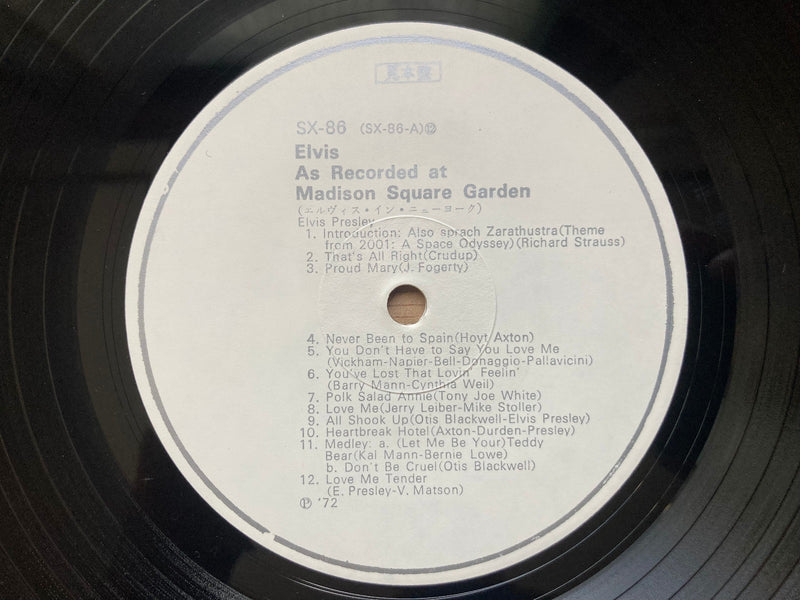 見本盤
SX-86 (SX-86-A)⑫
Elvis
As Recorded at
Madison Square Garden
(エルヴィス・イン・ニューヨーク)
Elvis Presley
1. Introduction: Also sprach Zarathustra(Theme
from 2001: A Space Odyssey)(Richard Strauss)
2. That's All Right(Crudup)
3. Proud Mary(J. Fogerty)
4. Never Been to Spain(Hoyt Axton)
5. You Don't Have to Say You Love Me
(Vickham-Napier-Bell-Donaggio-Pallavicini)
6. You've Lost That Lovin' Feelin'
(Barry Mann-Cynthia Weil)
7. Polk Salad Annie(Tony Joe White)
8. Love Me(Jerry Leiber-Mike Stoller)
9. All Shook Up(Otis Blackwell-Elvis Presley)
10. Heartbreak Hotel(Axton-Durden-Presley)
11. Medley: a. (Let Me Be Your)Teddy
Bear(Kal Mann-Bernie Lowe)
b. Don't Be Cruel(Otis Blackwell)
12. Love Me Tender
(E. Presley-V. Matson)
℗ '72